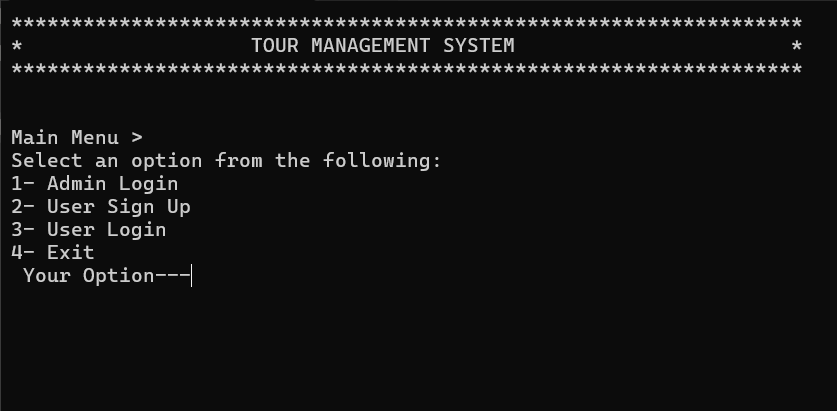 ******************************************************************
* TOUR MANAGEMENT SYSTEM *
******************************************************************
Main Menu >
Select an option from the following:
1- Admin Login
2- User Sign Up
3- User Login
4- Exit
Your Option---